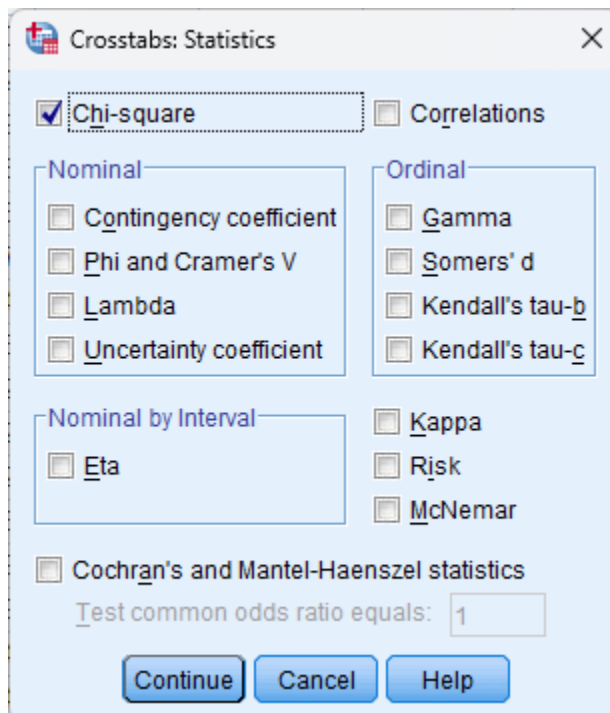 Crosstabs: Statistics
Chi-square
Correlations
Nominal
Contingency coefficient
Phi and Cramer's V
Lambda
Uncertainty coefficient
Ordinal
Gamma
Somers' d
Kendall's tau-b
Kendall's tau-c
Nominal by Interval
Eta
Kappa
Risk
McNemar
Cochran's and Mantel-Haenszel statistics
Test common odds ratio equals: 1
Continue Cancel Help